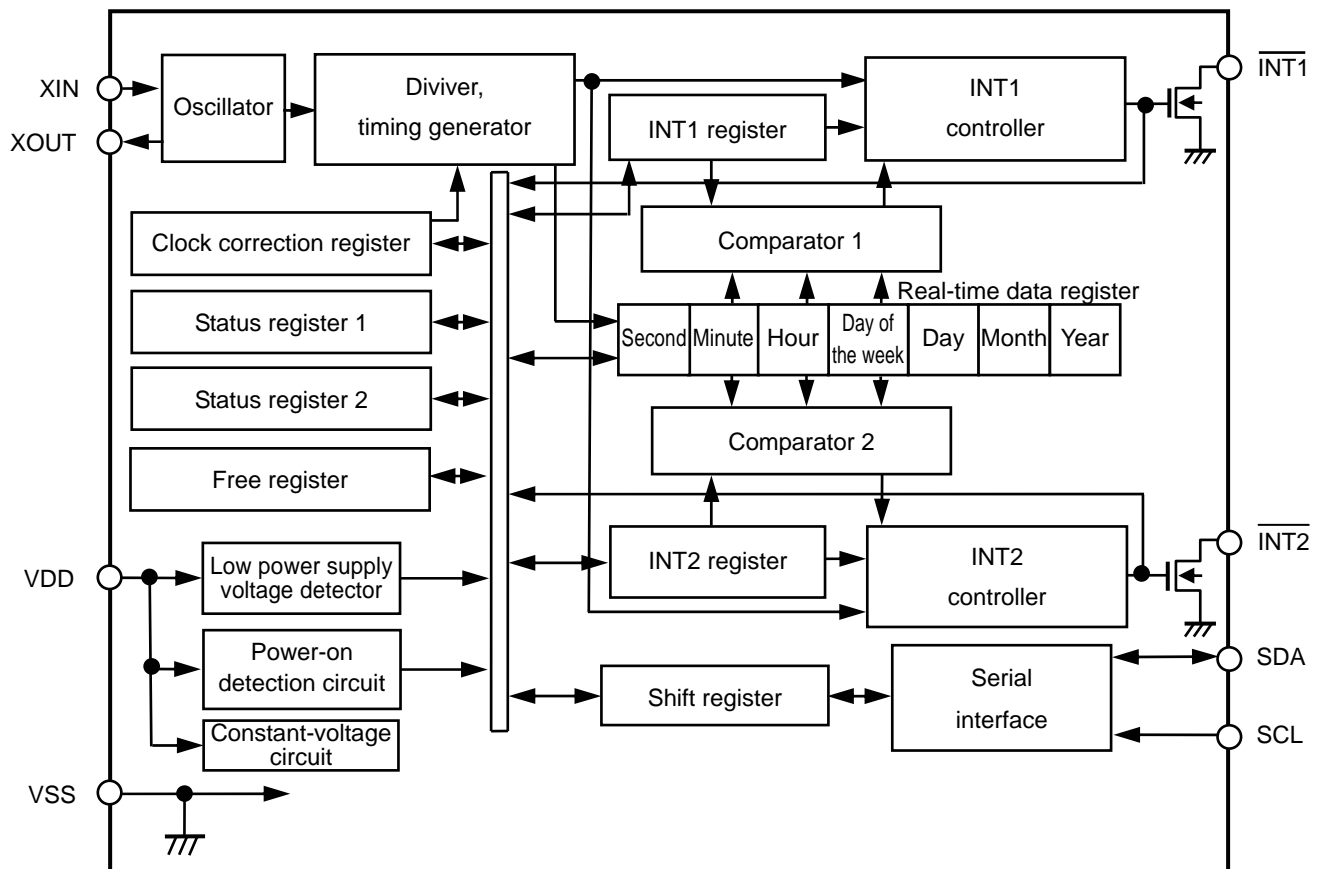 XIN
XOUT
Oscillator
Diviver,
timing generator
INT1 register
INT1
controller
INT1
Clock correction register
Comparator 1
Status register 1
Real-time data register
Second
Minute
Hour
Day of
the week
Day
Month
Year
Status register 2
Comparator 2
Free register
VDD
Low power supply
voltage detector
INT2 register
INT2
controller
INT2
Power-on
detection circuit
Shift register
Serial
interface
SDA
SCL
Constant-voltage
circuit
VSS